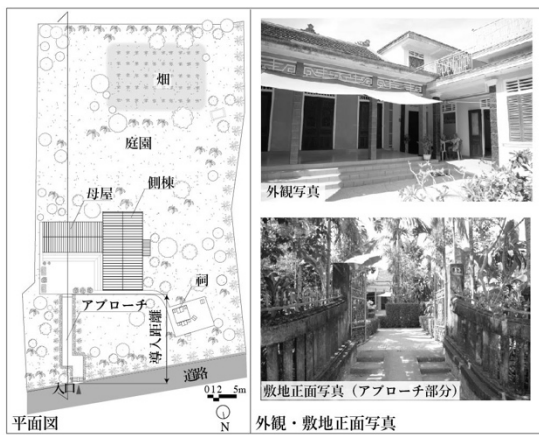 畑
庭園
側棟
母屋
祠
アプローチ
導入距離
入口
道路
0 1 2 5m
N
平面図
外観写真
敷地正面写真（アプローチ部分）
外観・敷地正面写真